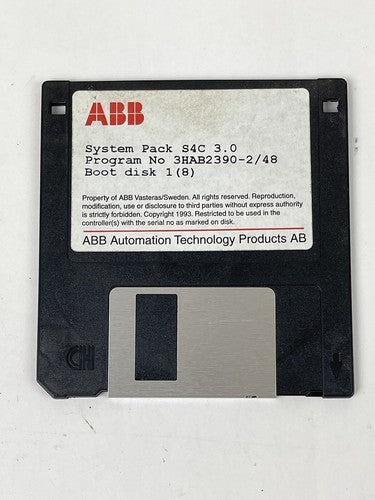 ABB
System Pack S4C 3.0
Program No 3HAB2390-2/48
Boot disk 1(8)
Property of ABB Vasteras/Sweden. All rights reserved. Reproduction,
modification, use or disclosure to third parties without express authority
is strictly forbidden. Copyright 1993. Restricted to be used in the
controller(s) with the serial no as marked on disk.
ABB Automation Technology Products AB